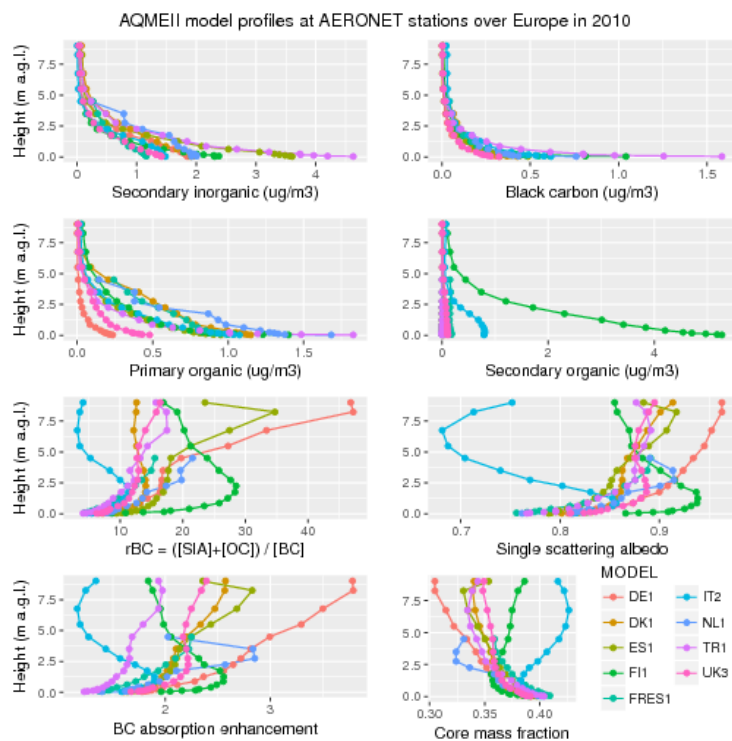 AQMEII model profiles at AERONET stations over Europe in 2010
Height (m a.g.l.)
7.5
5.0
2.5
0.0
0 1 2 3 4
Secondary inorganic (ug/m3)
7.5
5.0
2.5
0.0
0.0 0.5 1.0 1.5
Black carbon (ug/m3)
Height (m a.g.l.)
7.5
5.0
2.5
0.0
0.0 0.5 1.0 1.5
Primary organic (ug/m3)
7.5
5.0
2.5
0.0
0 2 4
Secondary organic (ug/m3)
Height (m a.g.l.)
7.5
5.0
2.5
0.0
10 20 30 40
rBC = ([SIA]+[OC]) / [BC]
7.5
5.0
2.5
0.0
0.7 0.8 0.9
Single scattering albedo
Height (m a.g.l.)
7.5
5.0
2.5
0.0
2 3
BC absorption enhancement
7.5
5.0
2.5
0.0
0.30 0.35 0.40
Core mass fraction
MODEL
DE1
DK1
ES1
FI1
FRES1
IT2
NL1
TR1
UK3